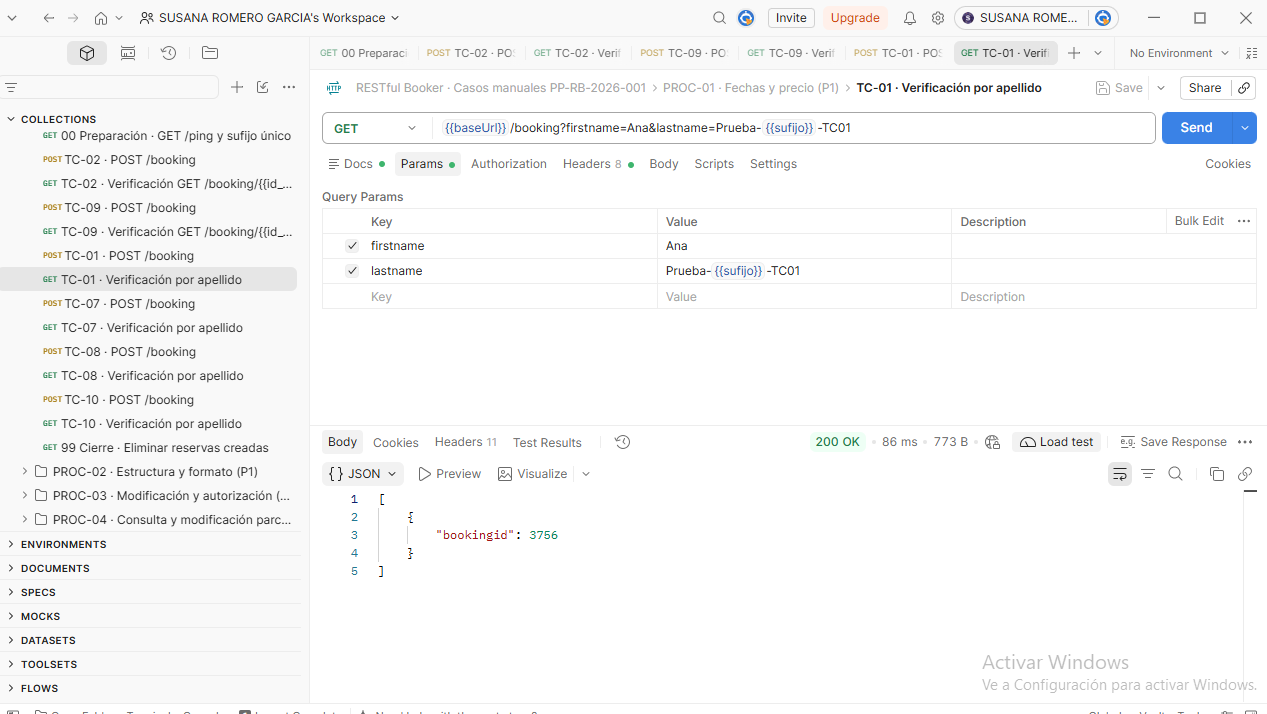 SUSANA ROMERO GARCIA's Workspace
Invite
Upgrade
SUSANA ROME...
GET 00 Preparaci
POST TC-02 · PO
GET TC-02 · Verif
POST TC-09 · PO
GET TC-09 · Verif
POST TC-01 · POS
GET TC-01 · Verif
No Environment
RESTful Booker · Casos manuales PP-RB-2026-001 > PROC-01 · Fechas y precio (P1) > TC-01 · Verificación por apellido
Save
Share
COLLECTIONS
GET 00 Preparación · GET /ping y sufijo único
POST TC-02 · POST /booking
GET TC-02 · Verificación GET /booking/{{id_...
POST TC-09 · POST /booking
GET TC-09 · Verificación GET /booking/{{id_...
POST TC-01 · POST /booking
GET TC-01 · Verificación por apellido
POST TC-07 · POST /booking
GET TC-07 · Verificación por apellido
POST TC-08 · POST /booking
GET TC-08 · Verificación por apellido
POST TC-10 · POST /booking
GET TC-10 · Verificación por apellido
GET 99 Cierre · Eliminar reservas creadas
PROC-02 · Estructura y formato (P1)
PROC-03 · Modificación y autorización (...
PROC-04 · Consulta y modificación parc...
ENVIRONMENTS
DOCUMENTS
SPECS
MOCKS
DATASETS
TOOLSETS
FLOWS
GET
{{baseUrl}} /booking?firstname=Ana&lastname=Prueba- {{sufijo}} -TC01
Send
Docs
Params
Authorization
Headers 8
Body
Scripts
Settings
Cookies
Query Params
Key Value Description Bulk Edit
firstname Ana
lastname Prueba- {{sufijo}} -TC01
Key Value Description
Body Cookies Headers 11 Test Results
200 OK • 86 ms • 773 B
Load test
e.g. Save Response
{} JSON
Preview
Visualize
1 [
2 {
3 "bookingid": 3756
4 }
5 ]
Activar Windows
Ve a Configuración para activar Windows.